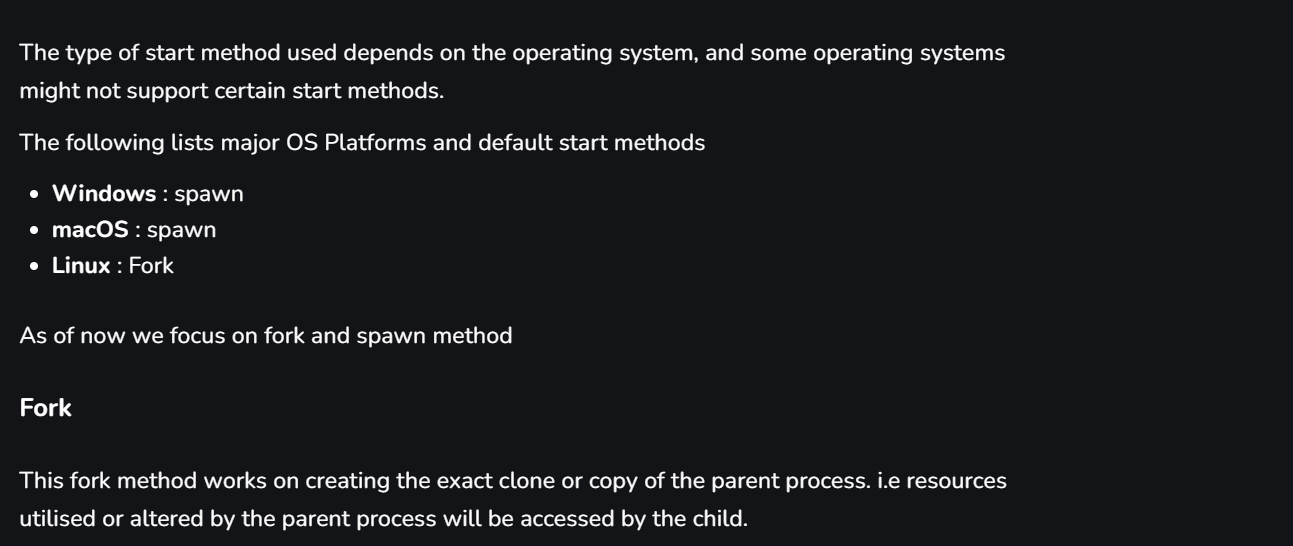 The type of start method used depends on the operating system, and some operating systems
might not support certain start methods.
The following lists major OS Platforms and default start methods
• Windows : spawn
• macOS : spawn
• Linux : Fork
As of now we focus on fork and spawn method
Fork
This fork method works on creating the exact clone or copy of the parent process. i.e resources
utilised or altered by the parent process will be accessed by the child.